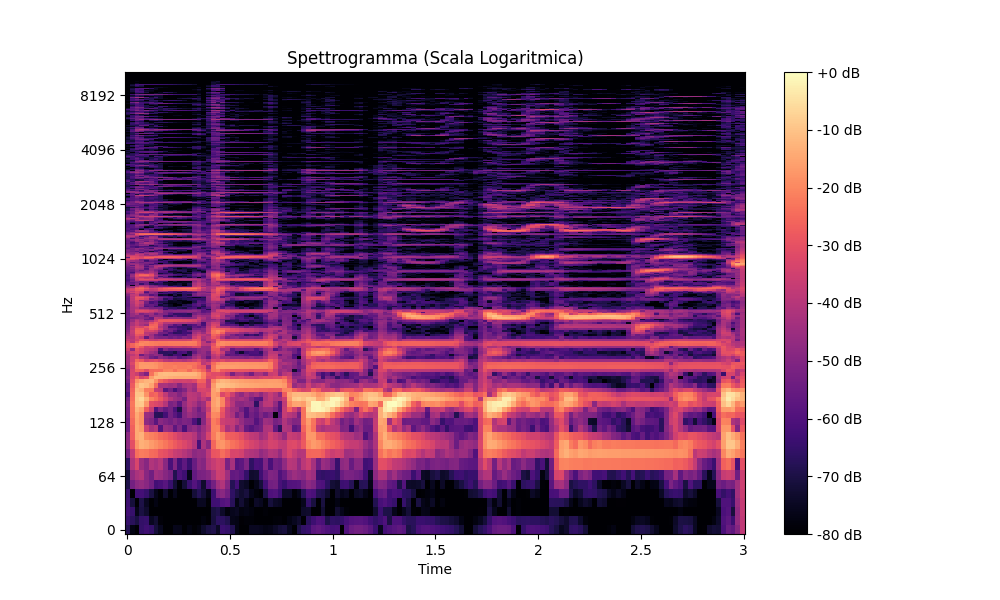 Spettrogramma (Scala Logaritmica)
Hz
8192
4096
2048
1024
512
256
128
64
0
0 0.5 1 1.5 2 2.5 3
Time
+0 dB
-10 dB
-20 dB
-30 dB
-40 dB
-50 dB
-60 dB
-70 dB
-80 dB